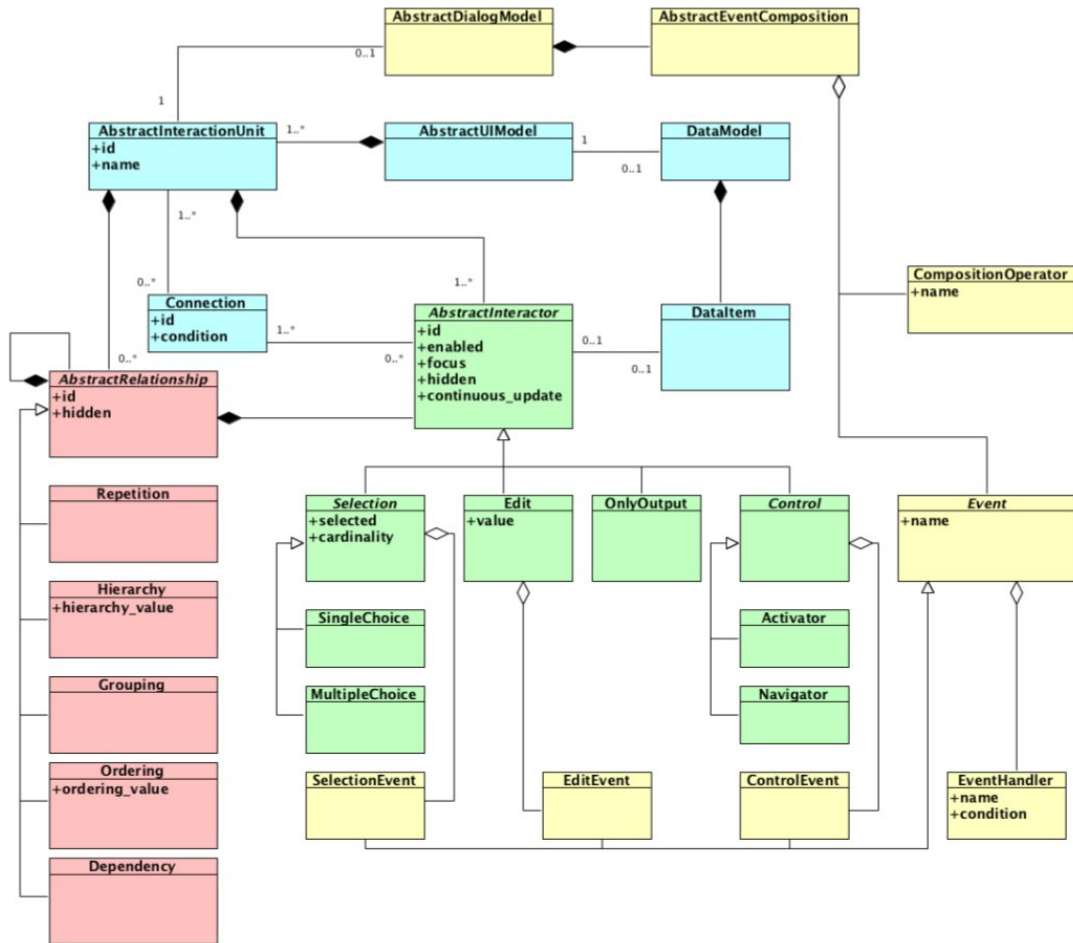 AbstractDialogModel
AbstractEventComposition
0..1
1
AbstractInteractionUnit
+id
+name
1..*
AbstractUIModel
1
0..1
DataModel
1..*
0..*
1..*
Connection
+id
+condition
1..*
0..*
AbstractInteractor
+id
+enabled
+focus
+hidden
+continuous_update
0..1
0..1
DataItem
CompositionOperator
+name
0..*
AbstractRelationship
+id
+hidden
Repetition
Hierarchy
+hierarchy_value
Grouping
Ordering
+ordering_value
Dependency
Selection
+selected
+cardinality
Edit
+value
OnlyOutput
Control
Event
+name
SingleChoice
Activator
MultipleChoice
Navigator
SelectionEvent
EditEvent
ControlEvent
EventHandler
+name
+condition